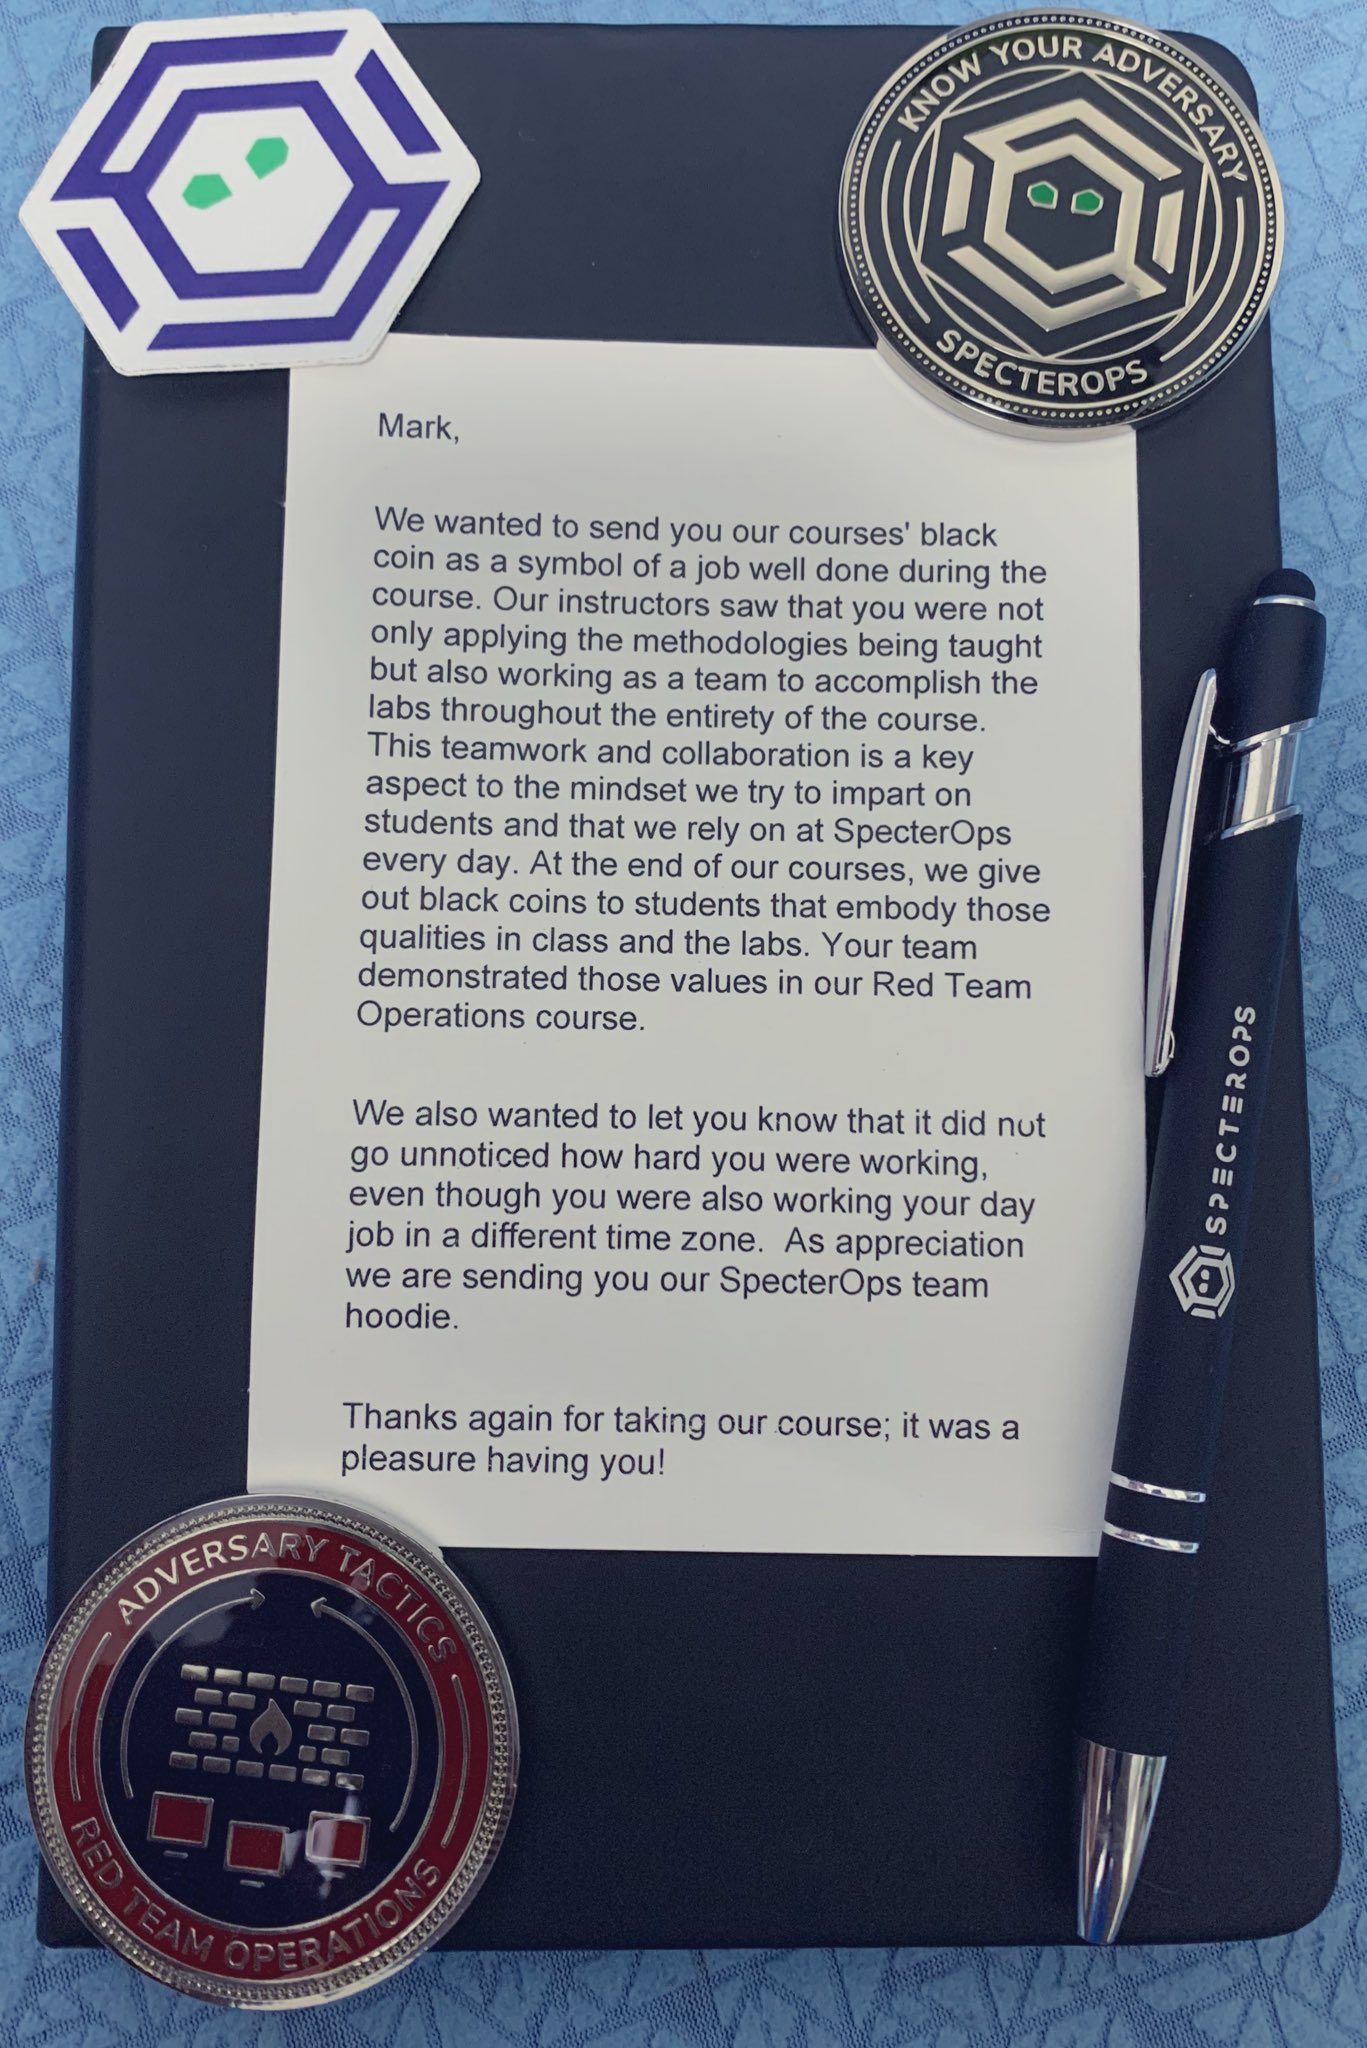 KNOW YOUR ADVERSARY
SPECTEROPS
Mark,
We wanted to send you our courses' black
coin as a symbol of a job well done during the
course. Our instructors saw that you were not
only applying the methodologies being taught
but also working as a team to accomplish the
labs throughout the entirety of the course.
This teamwork and collaboration is a key
aspect to the mindset we try to impart on
students and that we rely on at SpecterOps
every day. At the end of our courses, we give
out black coins to students that embody those
qualities in class and the labs. Your team
demonstrated those values in our Red Team
Operations course.
We also wanted to let you know that it did not
go unnoticed how hard you were working,
even though you were also working your day
job in a different time zone.  As appreciation
we are sending you our SpecterOps team
hoodie.
Thanks again for taking our course; it was a
pleasure having you!
SPECTEROPS
ADVERSARY TACTICS
RED TEAM OPERATIONS